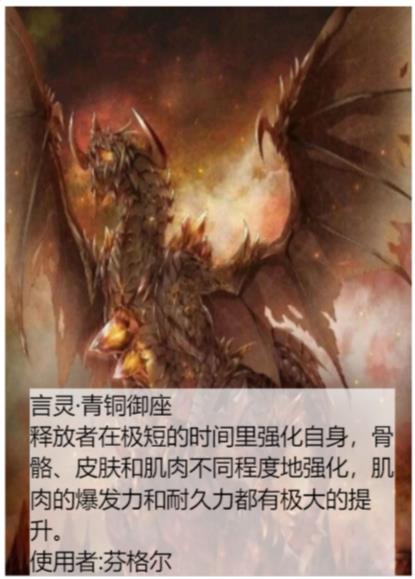 言灵·青铜御座
释放者在极短的时间里强化自身，骨
骼、皮肤和肌肉不同程度地强化，肌
肉的爆发力和耐久力都有极大的提
升。
使用者:芬格尔